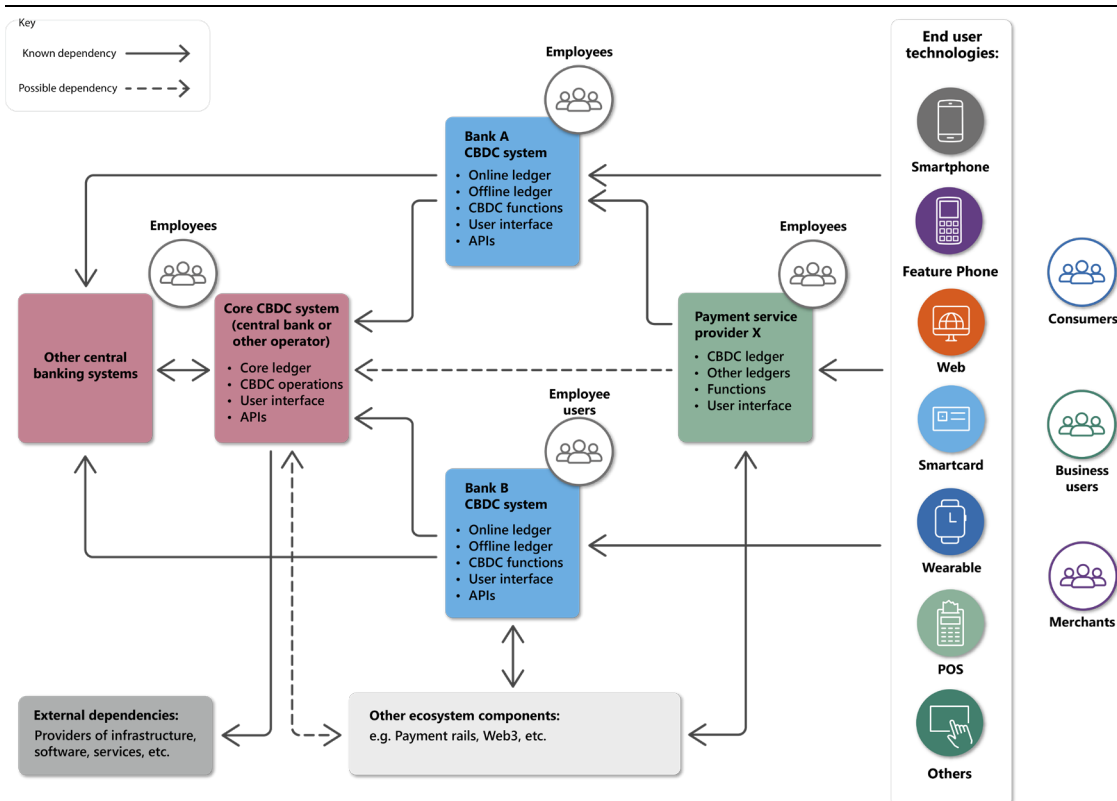 Key
Known dependency
Possible dependency
Employees
Bank A
CBDC system
• Online ledger
• Offline ledger
• CBDC functions
• User interface
• APIs
Employees
Other central
banking systems
Core CBDC system
(central bank or
other operator)
• Core ledger
• CBDC operations
• User interface
• APIs
Employees
Payment service
provider X
• CBDC ledger
• Other ledgers
• Functions
• User interface
Employee
users
Bank B
CBDC system
• Online ledger
• Offline ledger
• CBDC functions
• User interface
• APIs
External dependencies:
Providers of infrastructure,
software, services, etc.
Other ecosystem components:
e.g. Payment rails, Web3, etc.
End user
technologies:
Smartphone
Feature Phone
Web
Smartcard
Wearable
POS
Others
Consumers
Business
users
Merchants